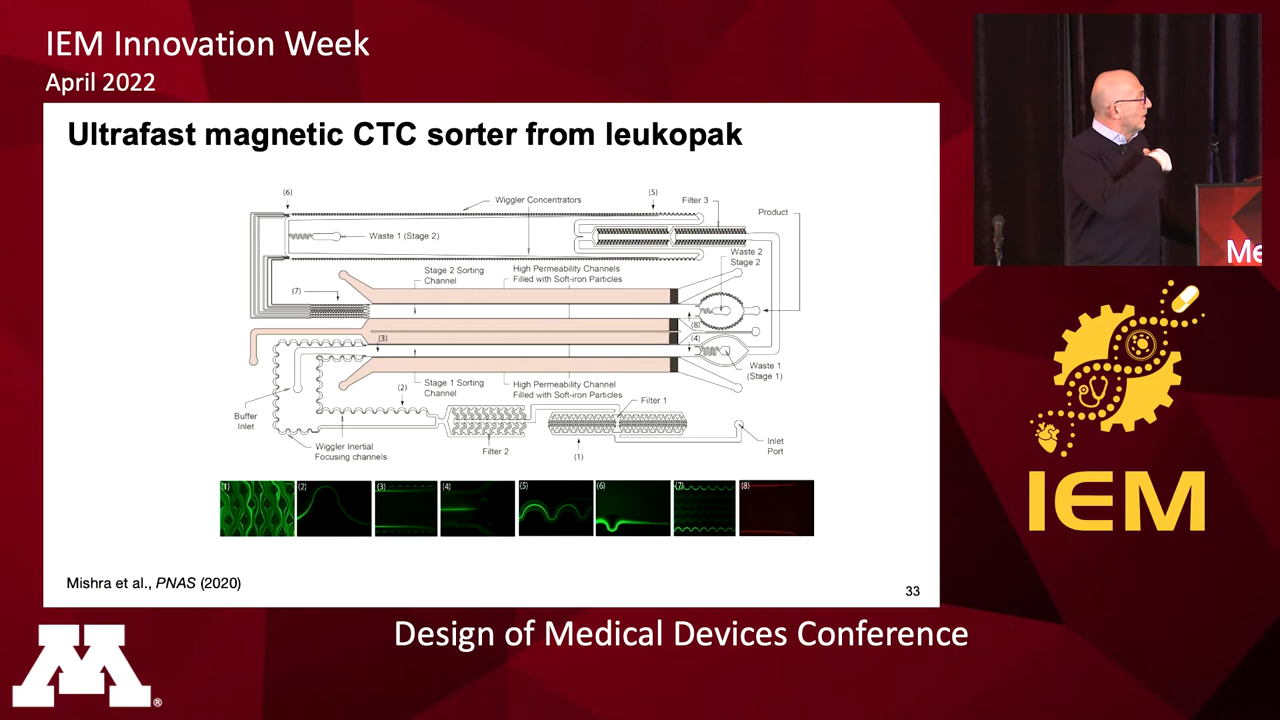 IEM Innovation Week
April 2022
Ultrafast magnetic CTC sorter from leukopak
(6)
Wiggler Concentrators
(5)
Filter 3
Product
Waste 1 (Stage 2)
Waste 2
Stage 2
Stage 2 Sorting
Channel
High Permeability Channels
Filled with Soft-iron Particles
(7)
(8)
(3)
(4)
Waste 1
(Stage 1)
Stage 1 Sorting
Channel
High Permeability Channel
Filled with Soft-iron Particles
(2)
Filter 1
Buffer
Inlet
Wiggler Inertial
Focusing channels
Filter 2
(1)
Inlet
Port
(1)
(2)
(3)
(4)
(5)
(6)
(7)
(8)
Mishra et al., PNAS (2020)
33
Me
IEM
Design of Medical Devices Conference
M
®